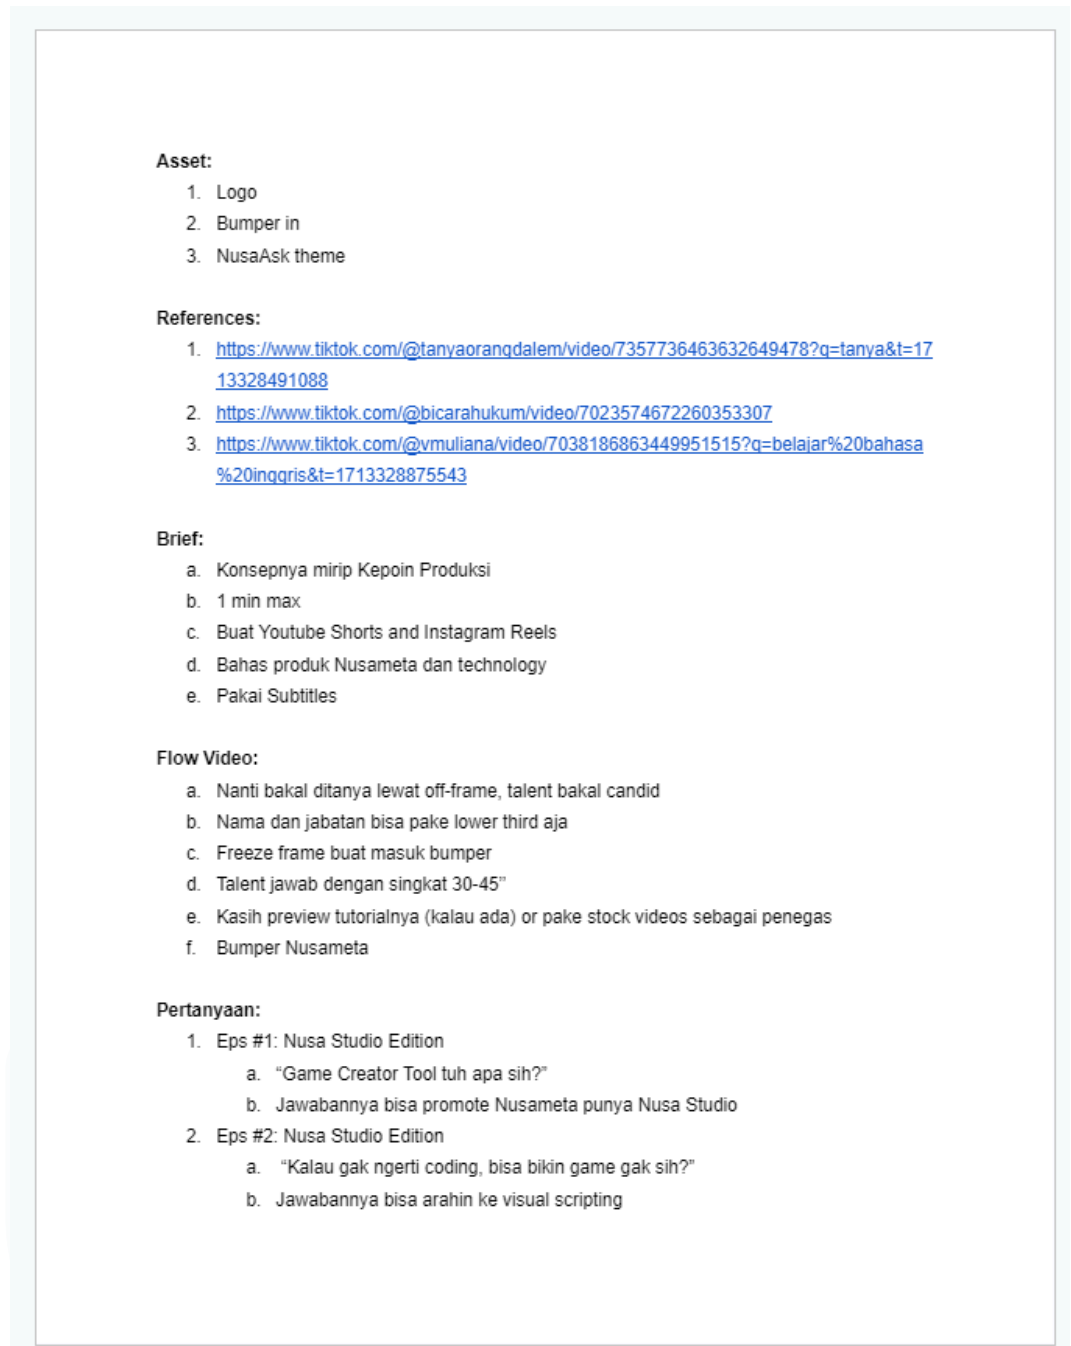 Asset:
1. Logo
2. Bumper in
3. NusaAsk theme
References:
1. https://www.tiktok.com/@tanyaorangdalem/video/7357736463632649478?q=tanya&t=17
13328491088
2. https://www.tiktok.com/@bicarahukum/video/7023574672260353307
3. https://www.tiktok.com/@vmuliana/video/7038186863449951515?q=belajar%20bahasa
%20inggris&t=1713328875543
Brief:
a. Konsepnya mirip Kepoin Produksi
b. 1 min max
c. Buat Youtube Shorts and Instagram Reels
d. Bahas produk Nusameta dan technology
e. Pakai Subtitles
Flow Video:
a. Nanti bakal ditanya lewat off-frame, talent bakal candid
b. Nama dan jabatan bisa pake lower third aja
c. Freeze frame buat masuk bumper
d. Talent jawab dengan singkat 30-45”
e. Kasih preview tutorialnya (kalau ada) or pake stock videos sebagai penegas
f. Bumper Nusameta
Pertanyaan:
1. Eps #1: Nusa Studio Edition
a. “Game Creator Tool tuh apa sih?”
b. Jawabannya bisa promote Nusameta punya Nusa Studio
2. Eps #2: Nusa Studio Edition
a. “Kalau gak ngerti coding, bisa bikin game gak sih?”
b. Jawabannya bisa arahin ke visual scripting